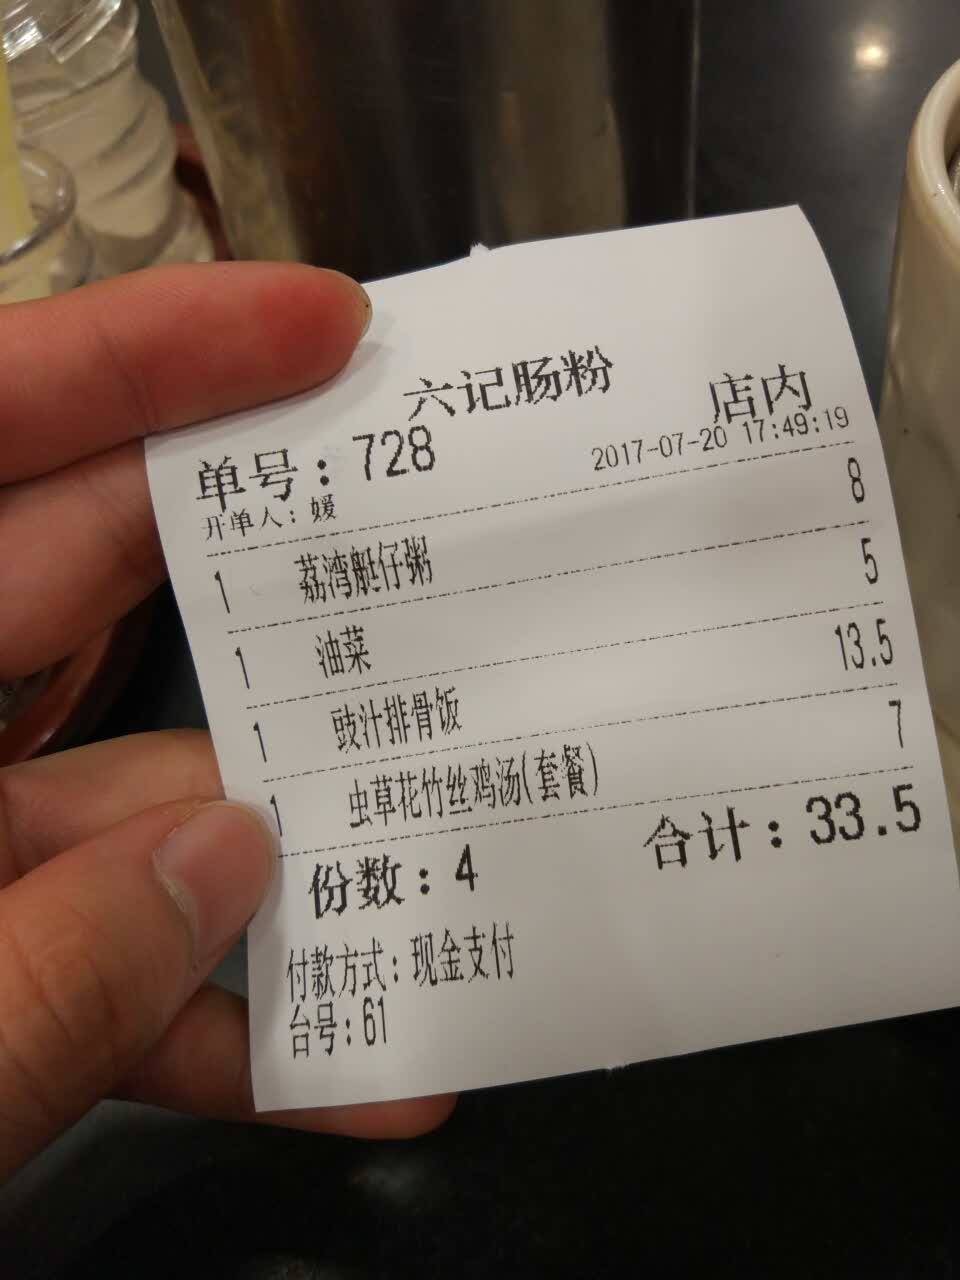 六记肠粉
店内
单号：728
2017-07-20 17:49:19
开单人：媛
1 荔湾艇仔粥 8
1 油菜 5
1 豉汁排骨饭 13.5
1 虫草花竹丝鸡汤(套餐) 7
份数：4 合计：33.5
付款方式：现金支付
台号：61